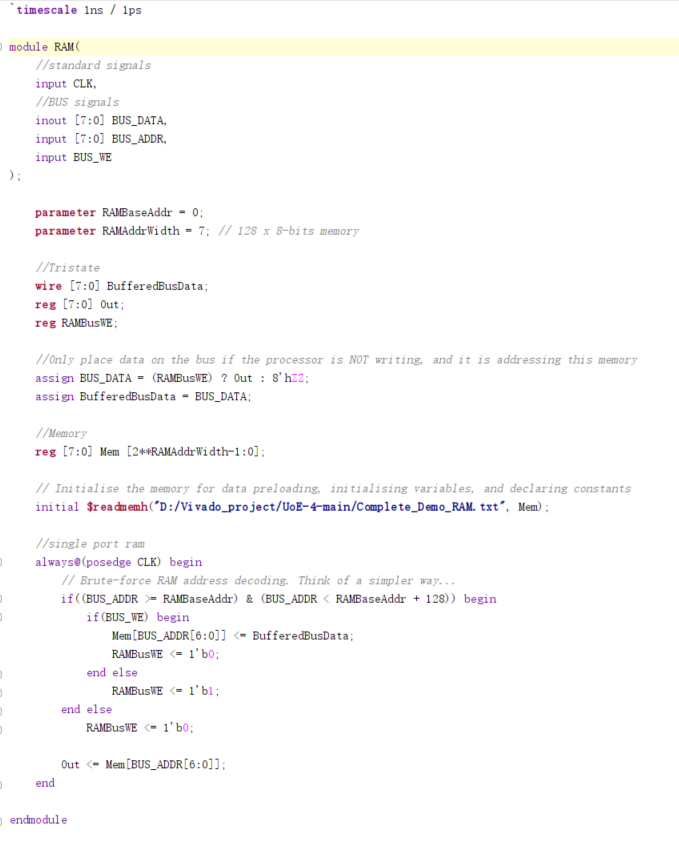 `timescale 1ns / 1ps
module RAM(
//standard signals
input CLK,
//BUS signals
inout [7:0] BUS_DATA,
input [7:0] BUS_ADDR,
input BUS_WE
);
parameter RAMBaseAddr = 0;
parameter RAMAddrWidth = 7; // 128 x 8-bits memory
//Tristate
wire [7:0] BufferedBusData;
reg [7:0] Out;
reg RAMBusWE;
//Only place data on the bus if the processor is NOT writing, and it is addressing this memory
assign BUS_DATA = (RAMBusWE) ? Out : 8'hZZ;
assign BufferedBusData = BUS_DATA;
//Memory
reg [7:0] Mem [2**RAMAddrWidth-1:0];
// Initialise the memory for data preloading, initialising variables, and declaring constants
initial $readmemh("D:/Vivado_project/UoE-4-main/Complete_Demo_RAM.txt", Mem);
//single port ram
always@(posedge CLK) begin
// Brute-force RAM address decoding. Think of a simpler way...
if((BUS_ADDR >= RAMBaseAddr) & (BUS_ADDR < RAMBaseAddr + 128)) begin
if(BUS_WE) begin
Mem[BUS_ADDR[6:0]] <= BufferedBusData;
RAMBusWE <= 1'b0;
end else
RAMBusWE <= 1'b1;
end else
RAMBusWE <= 1'b0;
Out <= Mem[BUS_ADDR[6:0]];
end
endmodule